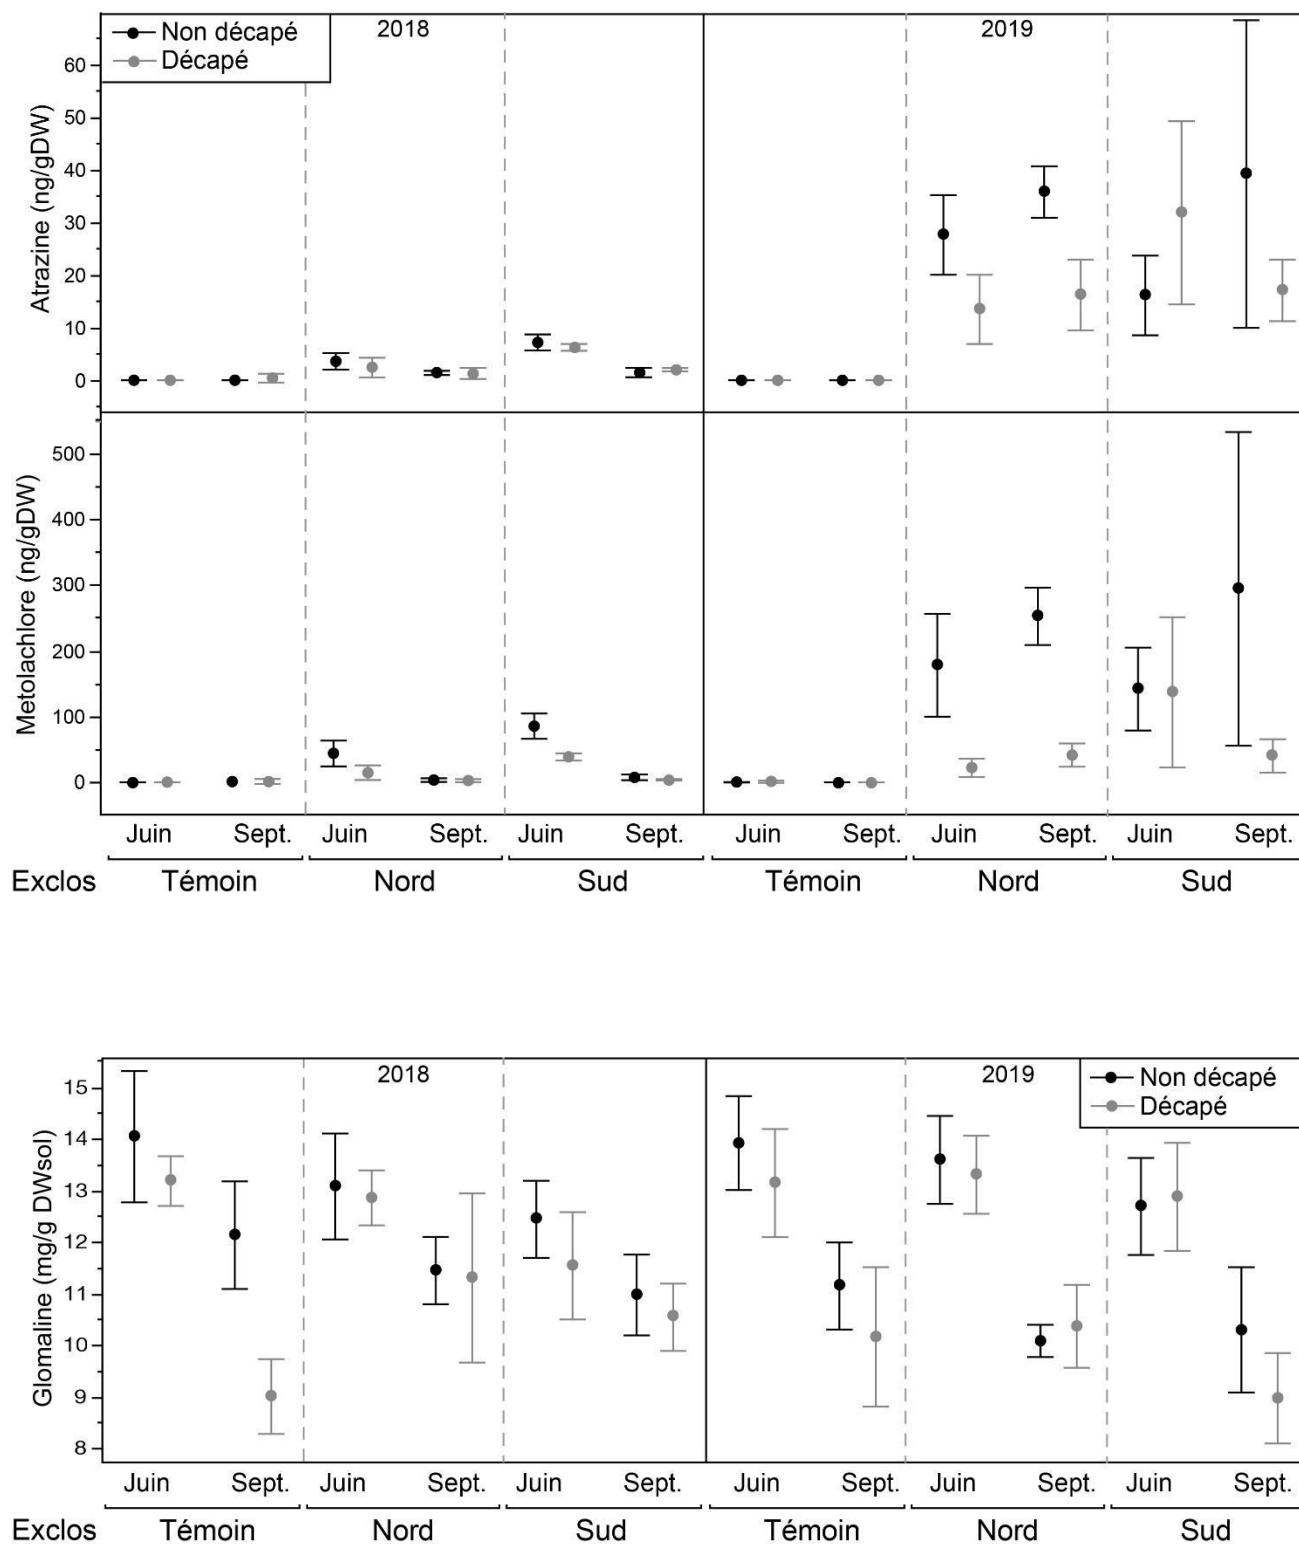 Non décapé
Décapé
2018
2019
Atrazine (ng/gDW)
60
50
40
30
20
10
0
Metolachlore (ng/gDW)
500
400
300
200
100
0
Juin Sept. Juin Sept. Juin Sept. Juin Sept. Juin Sept. Juin Sept.
Exclos Témoin Nord Sud Témoin Nord Sud
2018
2019
Non décapé
Décapé
Glomaline (mg/g DWsol)
15
14
13
12
11
10
9
8
Juin Sept. Juin Sept. Juin Sept. Juin Sept. Juin Sept. Juin Sept.
Exclos Témoin Nord Sud Témoin Nord Sud